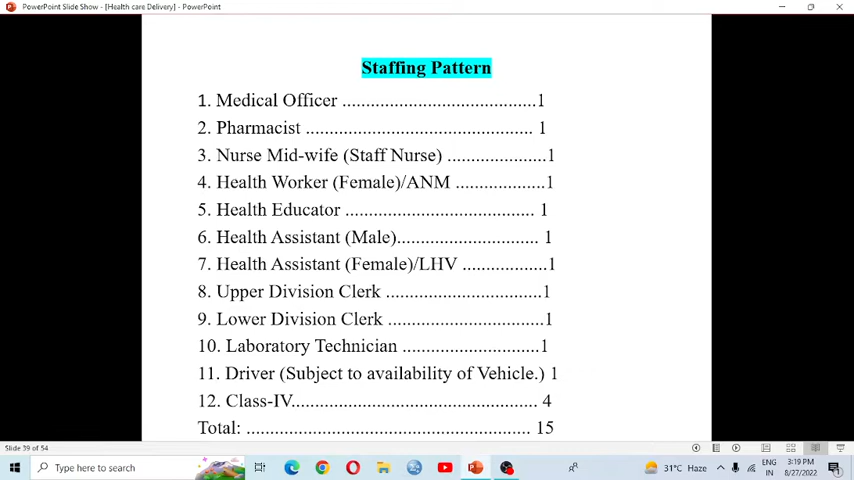 PowerPoint Slide Show - [Health care Delivery] - PowerPoint
Staffing Pattern
1. Medical Officer .........................................1
2. Pharmacist ................................................ 1
3. Nurse Mid-wife (Staff Nurse) .....................1
4. Health Worker (Female)/ANM ...................1
5. Health Educator ........................................ 1
6. Health Assistant (Male).............................. 1
7. Health Assistant (Female)/LHV ..................1
8. Upper Division Clerk .................................1
9. Lower Division Clerk .................................1
10. Laboratory Technician .............................1
11. Driver (Subject to availability of Vehicle.) 1
12. Class-IV.................................................... 4
Total: ............................................................ 15
Slide 39 of 54
Type here to search
31°C Haze
ENG
IN
3:19 PM
8/27/2022